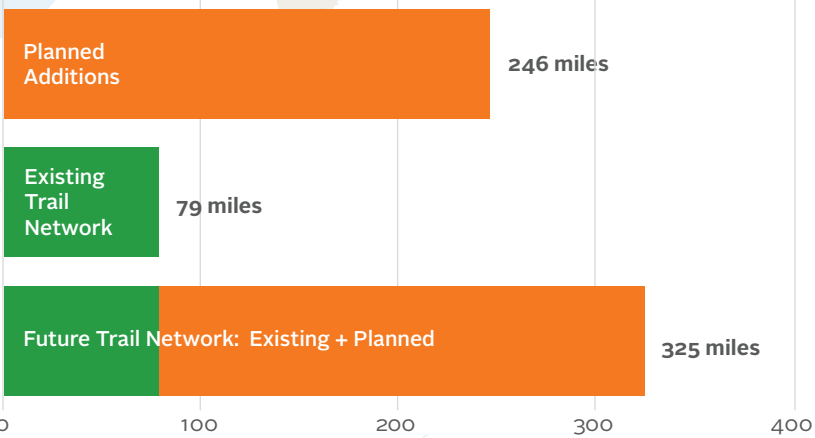 Planned
Additions
246 miles
Existing
Trail
Network
79 miles
Future Trail Network: Existing + Planned
325 miles
0 100 200 300 400